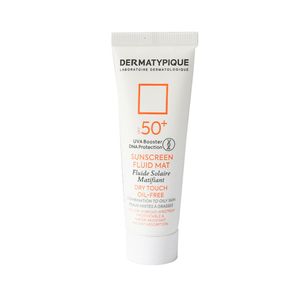 DERMATYPIQUE
LABORATOIRE DERMATOLOGIQUE
SPF 50+
UVA Booster
DNA Protection
SUNSCREEN
FLUID MAT
Fluide Solaire
Matifiant
DRY TOUCH
OIL-FREE
COMBINATION TO OILY SKIN
PEAUX MIXTES À GRASSES